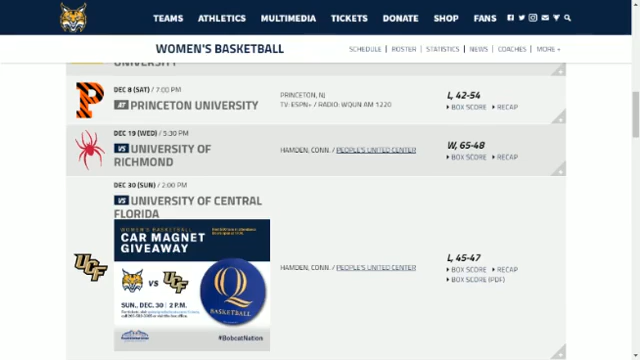 TEAMS ATHLETICS MULTIMEDIA TICKETS DONATE SHOP FANS
WOMEN'S BASKETBALL
SCHEDULE ROSTER STATISTICS NEWS COACHES MORE +
UNIVERSITY
DEC 8 (SAT) / 7:00 PM
AT PRINCETON UNIVERSITY
PRINCETON, NJ
TV: ESPN+ / RADIO: WQUN AM 1220
L, 42-54
BOX SCORE RECAP
DEC 19 (WED) / 5:30 PM
VS UNIVERSITY OF
RICHMOND
HAMDEN, CONN. / PEOPLE'S UNITED CENTER
W, 65-48
BOX SCORE RECAP
DEC 30 (SUN) / 2:00 PM
VS UNIVERSITY OF CENTRAL
FLORIDA
WOMEN'S BASKETBALL
CAR MAGNET
GIVEAWAY
VS UCF
SUN., DEC. 30 | 2 P.M.
Q
BASKETBALL
#BobcatNation
UCF
HAMDEN, CONN. / PEOPLE'S UNITED CENTER
L, 45-47
BOX SCORE RECAP
BOX SCORE (PDF)